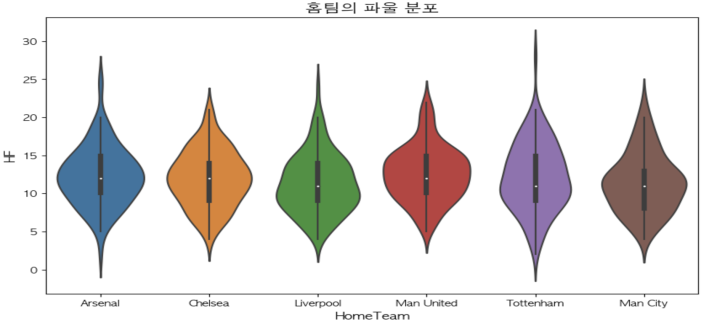 홈팀의 파울 분포
HF
30
25
20
15
10
5
0
Arsenal Chelsea Liverpool Man United Tottenham Man City
HomeTeam